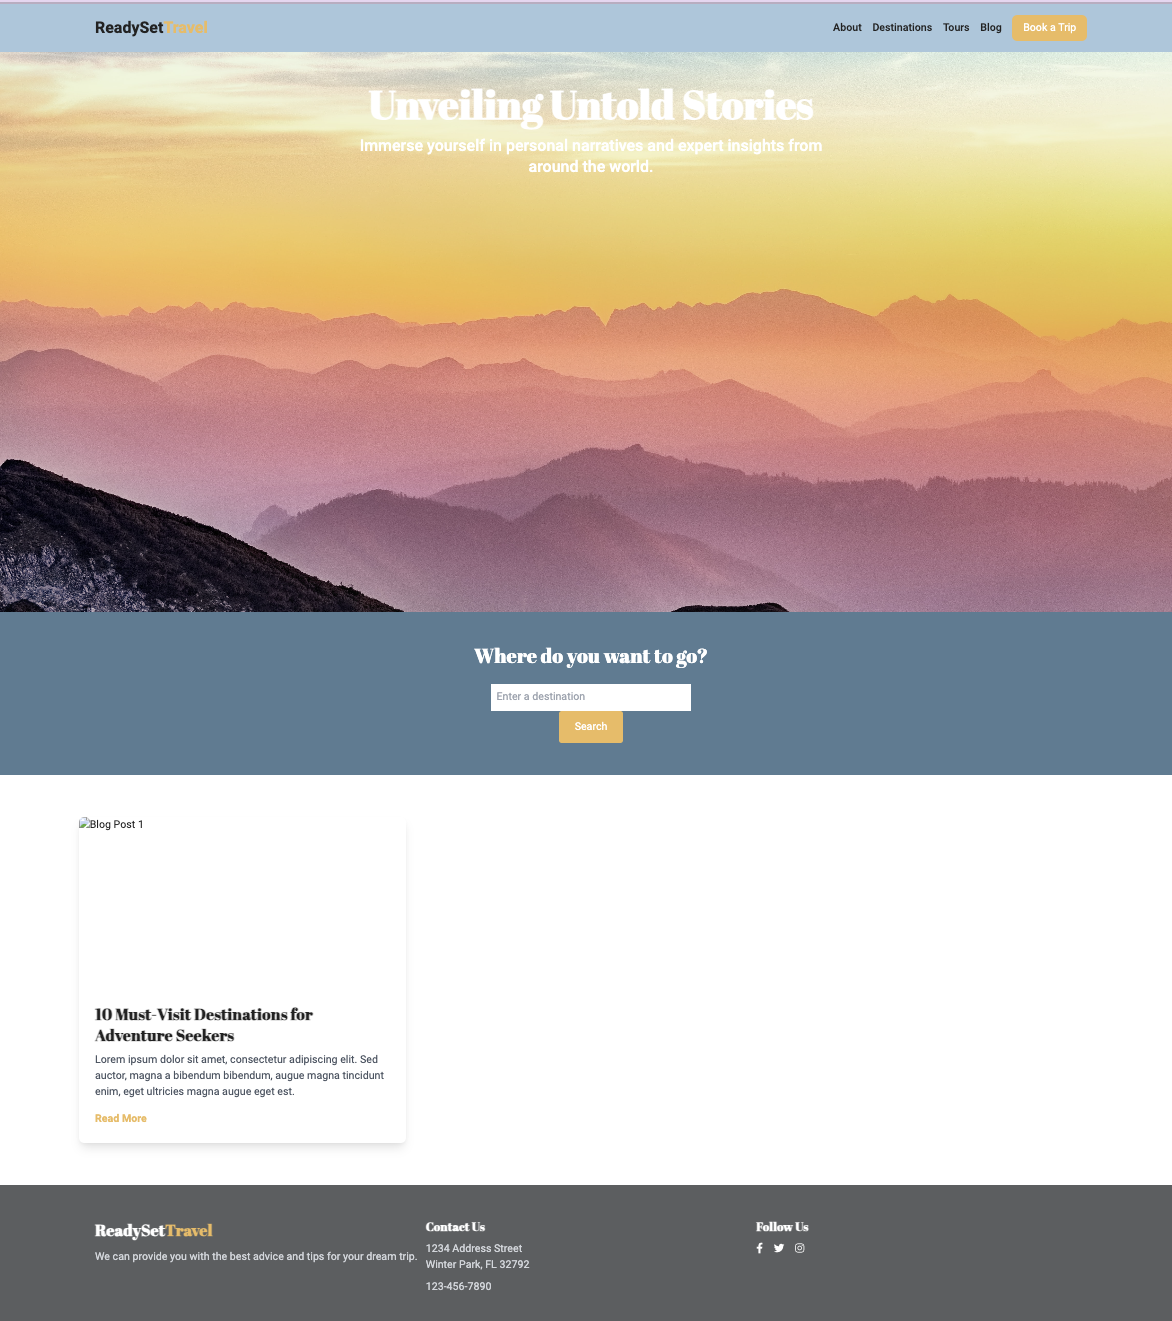 ReadySetTravel
About Destinations Tours Blog Book a Trip
Unveiling Untold Stories
Immerse yourself in personal narratives and expert insights from
around the world.
Where do you want to go?
Enter a destination
Search
Blog Post 1
10 Must-Visit Destinations for
Adventure Seekers
Lorem ipsum dolor sit amet, consectetur adipiscing elit. Sed
auctor, magna a bibendum bibendum, augue magna tincidunt
enim, eget ultricies magna augue eget est.
Read More
ReadySetTravel
We can provide you with the best advice and tips for your dream trip.
Contact Us
1234 Address Street
Winter Park, FL 32792
123-456-7890
Follow Us